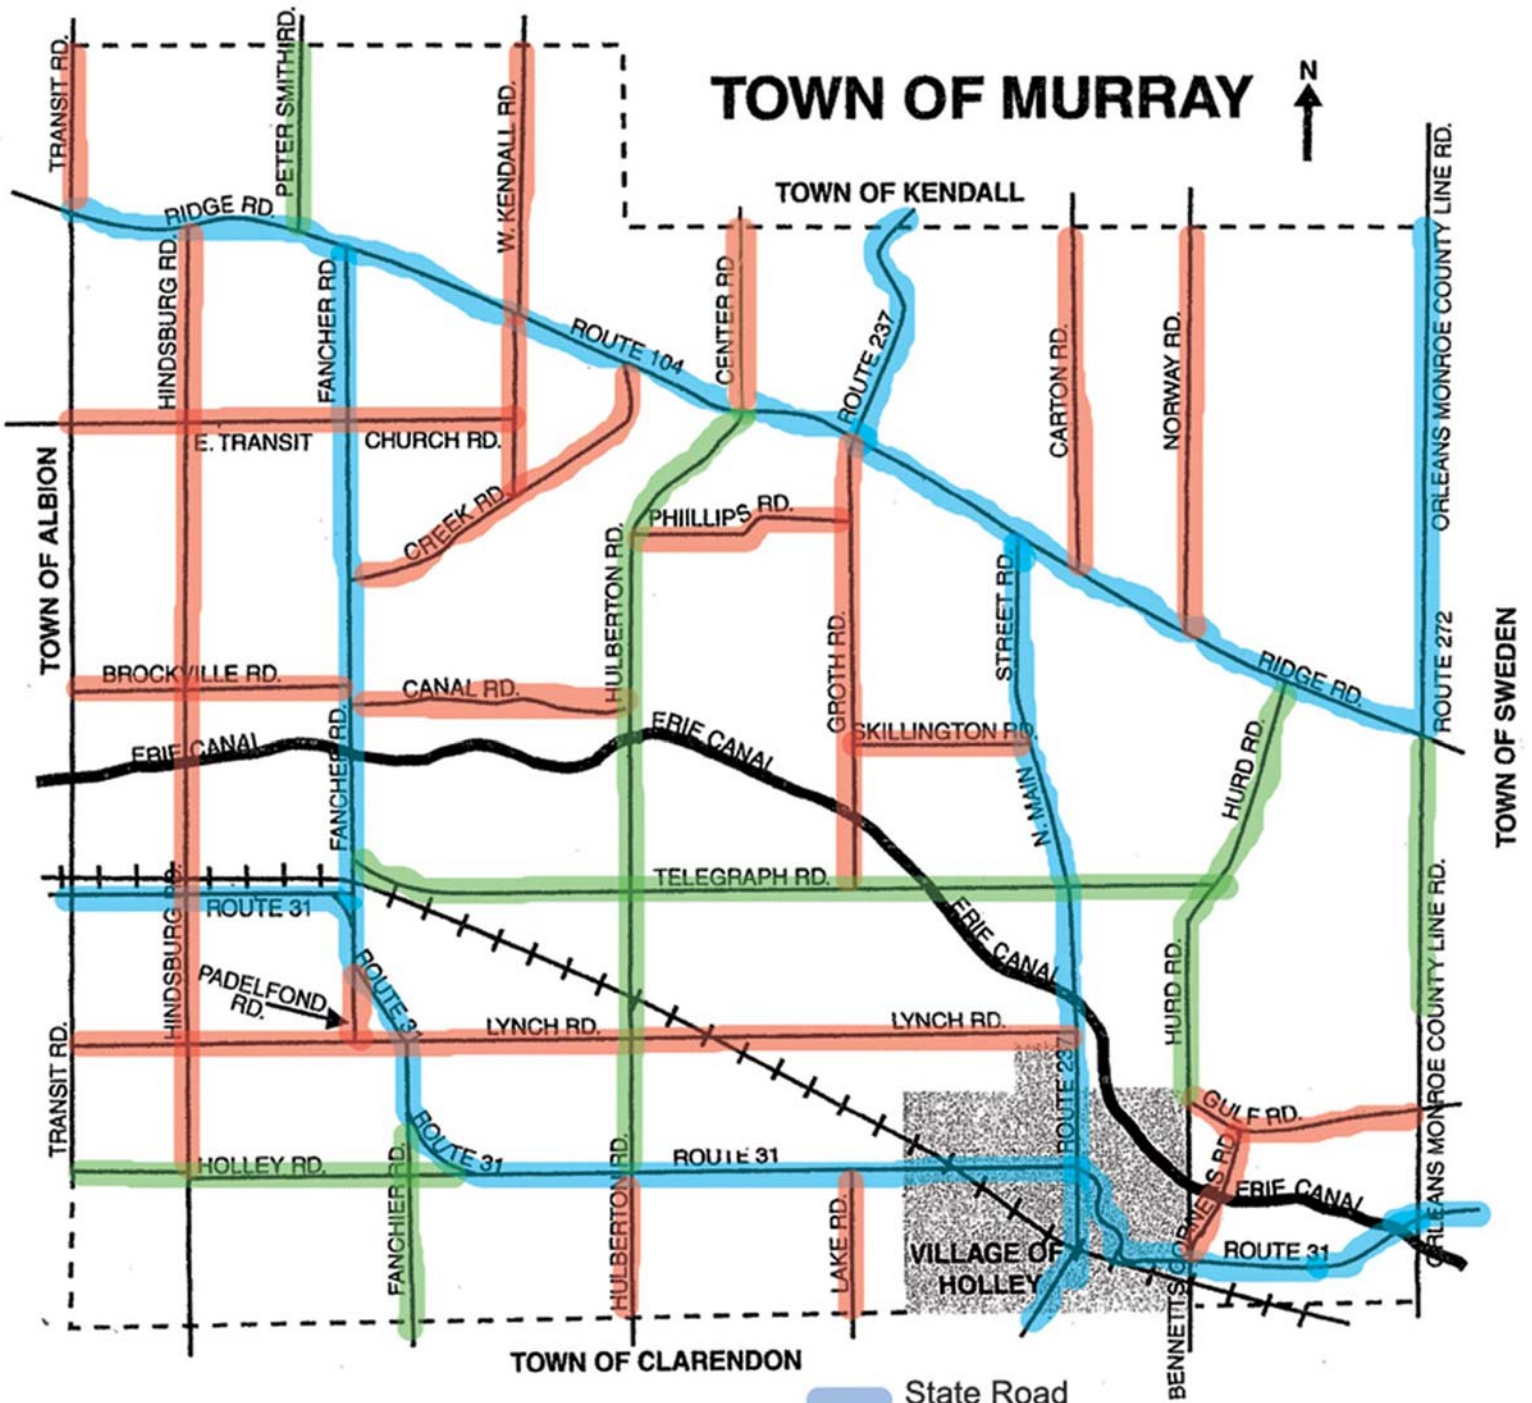 TOWN OF MURRAY
N
TOWN OF KENDALL
TRANSIT RD.
PETER SMITH RD.
W. KENDALL RD.
RIDGE RD.
HINDSBURG RD.
FANCHER RD.
ROUTE 104
CENTER RD
ROUTE 237
CARTON RD.
NORWAY RD.
ORLEANS MONROE COUNTY LINE RD.
E. TRANSIT
CHURCH RD.
CREEK RD.
PHIILLIPS RD.
TOWN OF ALBION
HULBERTON RD.
GROTH RD.
STREET RD.
N. MAIN
SKILLINGTON RD.
RIDGE RD.
ROUTE 272
TOWN OF SWEDEN
BROCKVILLE RD.
CANAL RD.
FANCHER RD.
ERIE CANAL
ERIE CANAL
HURD RD.
TELEGRAPH RD.
ROUTE 31
HINDSBURG RD.
ERIE CANAL
PADELFOND
RD.
ROUTE 31
LYNCH RD.
LYNCH RD.
HURD RD.
ORLEANS MONROE COUNTY LINE RD.
TRANSIT RD.
ROUTE 237
GULF RD.
HOLLEY RD.
ROUTE 31
ROUTE 31
FANCHIER RD.
HULBERTON RD.
LAKE RD.
VILLAGE OF
HOLLEY
BENNETTS CORNERS RD.
ERIE CANAL
ROUTE 31
TOWN OF CLARENDON
State Road